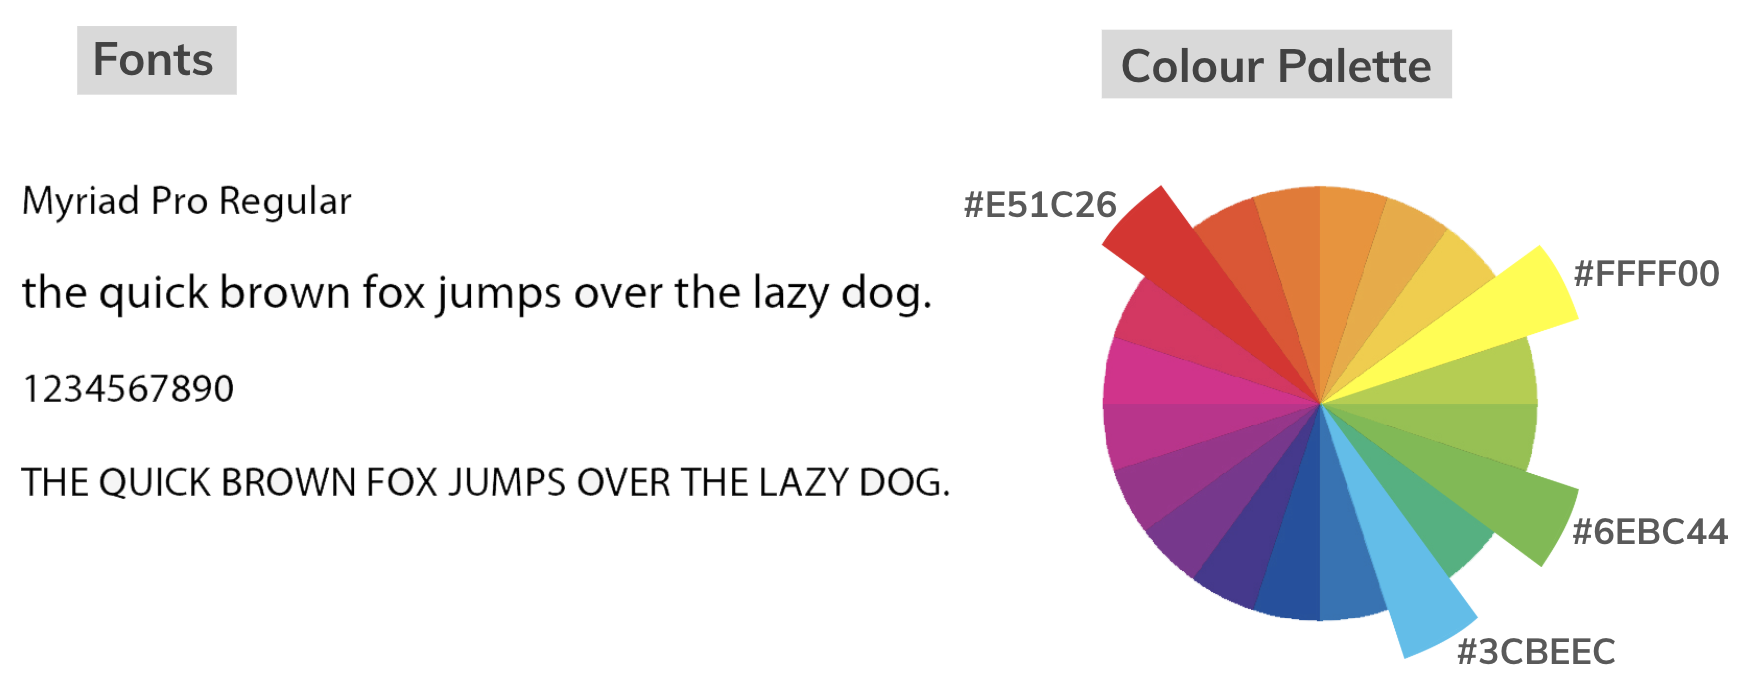 Fonts
Myriad Pro Regular
the quick brown fox jumps over the lazy dog.
1234567890
THE QUICK BROWN FOX JUMPS OVER THE LAZY DOG.
Colour Palette
#E51C26
#FFFF00
#6EBC44
#3CBEEC